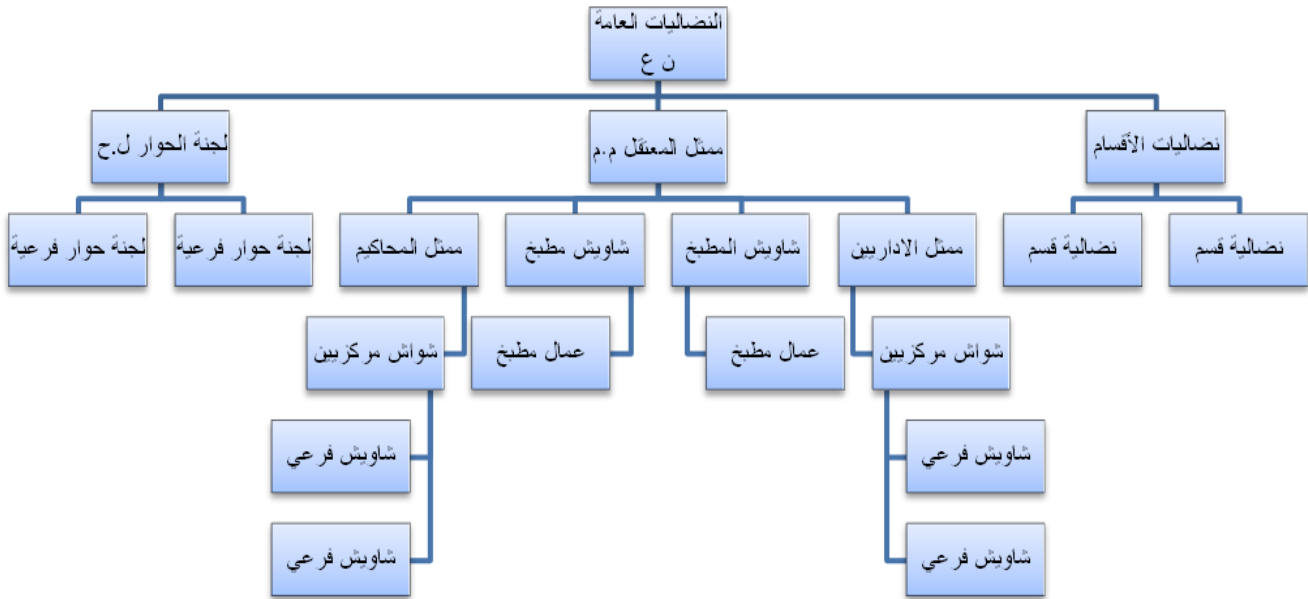 النضاليات العامة
ن ع
نضاليات الأقسام
ممثل المعتقل م.م
لجنة الحوار ل.ح
نضالية قسم
نضالية قسم
ممثل الاداريين
شاويش المطبخ
شاويش مطبخ
ممثل المحاكيم
لجنة حوار فرعية
لجنة حوار فرعية
شواش مركزيين
عمال مطبخ
عمال مطبخ
شواش مركزيين
شاويش فرعي
شاويش فرعي
شاويش فرعي
شاويش فرعي